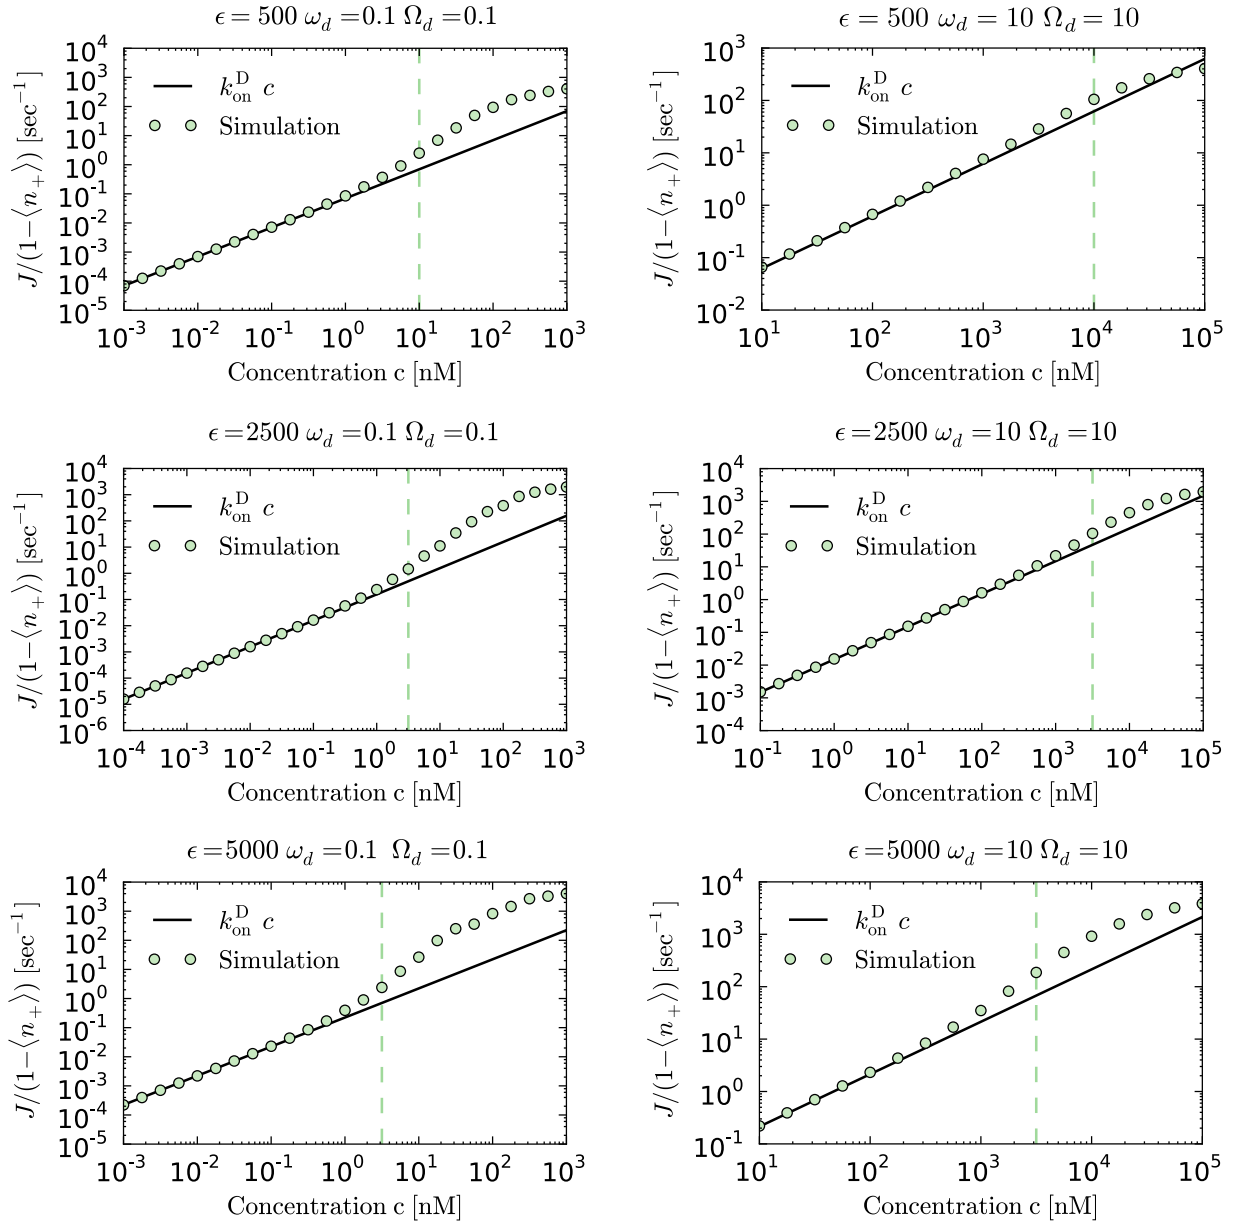 ϵ = 500 ω_d = 0.1 Ω_d = 0.1
10^4
10^3
10^2
10^1
10^0
10^-1
10^-2
10^-3
10^-4
10^-5
J/(1−⟨n_+⟩) [sec^−1]
k_on^D c
Simulation
10^-3 10^-2 10^-1 10^0 10^1 10^2 10^3
Concentration c [nM]
ϵ = 500 ω_d = 10 Ω_d = 10
10^3
10^2
10^1
10^0
10^-1
10^-2
J/(1−⟨n_+⟩) [sec^−1]
k_on^D c
Simulation
10^1 10^2 10^3 10^4 10^5
Concentration c [nM]
ϵ =2500 ω_d =0.1 Ω_d =0.1
10^4
10^3
10^2
10^1
10^0
10^-1
10^-2
10^-3
10^-4
10^-5
10^-6
J/(1−⟨n_+⟩) [sec^−1]
k_on^D c
Simulation
10^-4 10^-3 10^-2 10^-1 10^0 10^1 10^2 10^3
Concentration c [nM]
ϵ =2500 ω_d =10 Ω_d =10
10^4
10^3
10^2
10^1
10^0
10^-1
10^-2
10^-3
10^-4
J/(1−⟨n_+⟩) [sec^−1]
k_on^D c
Simulation
10^-1 10^0 10^1 10^2 10^3 10^4 10^5
Concentration c [nM]
ϵ =5000 ω_d =0.1 Ω_d =0.1
10^4
10^3
10^2
10^1
10^0
10^-1
10^-2
10^-3
10^-4
10^-5
J/(1−⟨n_+⟩) [sec^−1]
k_on^D c
Simulation
10^-3 10^-2 10^-1 10^0 10^1 10^2 10^3
Concentration c [nM]
ϵ =5000 ω_d =10 Ω_d =10
10^4
10^3
10^2
10^1
10^0
10^-1
J/(1−⟨n_+⟩) [sec^−1]
k_on^D c
Simulation
10^1 10^2 10^3 10^4 10^5
Concentration c [nM]